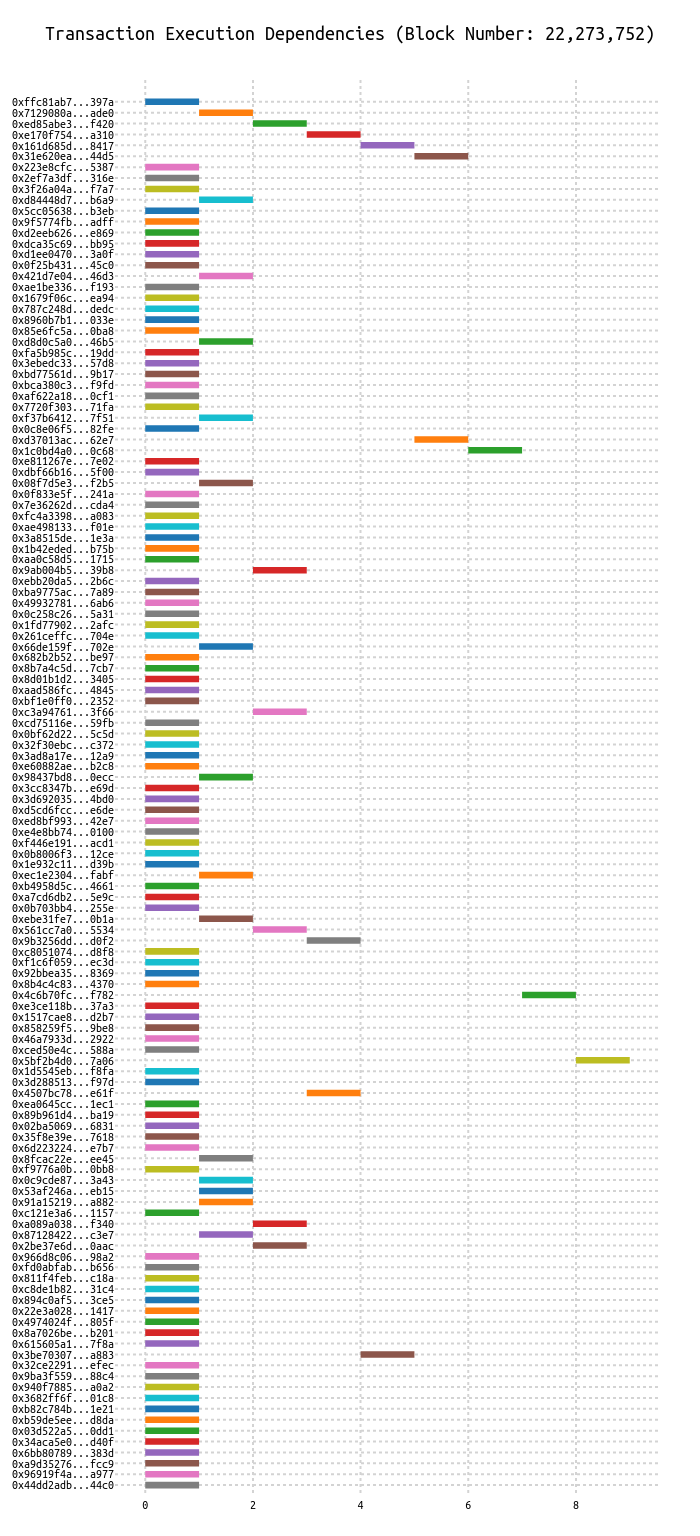 Transaction Execution Dependencies (Block Number: 22,273,752)
0xffc81ab7...397a
0x7129080a...ade0
0xed85abe3...f420
0xe170f754...a310
0x161d685d...8417
0x31e620ea...44d5
0x223e8cfc...5387
0x2ef7a3df...316e
0x3f26a04a...f7a7
0xd84448d7...b6a9
0x5cc05638...b3eb
0x9f5774fb...adff
0xd2eeb626...e869
0xdca35c69...bb95
0xd1ee0470...3a0f
0x0f25b431...45c0
0x421d7e04...46d3
0xae1be336...f193
0x1679f06c...ea94
0x787c248d...dedc
0x8960b7b1...033e
0x85e6fc5a...0ba8
0xd8d0c5a0...46b5
0xfa5b985c...19dd
0x3ebedc33...57d8
0xbd77561d...9b17
0xbca380c3...f9fd
0xaf622a18...0cf1
0x7720f303...71fa
0xf37b6412...7f51
0x0c8e06f5...82fe
0xd37013ac...62e7
0x1c0bd4a0...0c68
0xe811267e...7e02
0xdbf66b16...5f00
0x08f7d5e3...f2b5
0x0f833e5f...241a
0x7e36262d...cda4
0xfc4a3398...a083
0xae498133...f01e
0x3a8515de...1e3a
0x1b42eded...b75b
0xaa0c58d5...1715
0x9ab004b5...39b8
0xebb20da5...2b6c
0xba9775ac...7a89
0x49932781...6ab6
0x0c258c26...5a31
0x1fd77902...2afc
0x261ceffc...704e
0x66de159f...702e
0x682b2b52...be97
0x8b7a4c5d...7cb7
0x8d01b1d2...3405
0xaad586fc...4845
0xbf1e0ff0...2352
0xc3a94761...3f66
0xcd75116e...59fb
0x0bf62d22...5c5d
0x32f30ebc...c372
0x3ad8a17e...12a9
0xe60882ae...b2c8
0x98437bd8...0ecc
0x3cc8347b...e69d
0x3d692035...4bd0
0xd5cd6fcc...e6de
0xed8bf993...42e7
0xe4e8bb74...0100
0xf446e191...acd1
0x0b8006f3...12ce
0x1e932c11...d39b
0xec1e2304...fabf
0xb4958d5c...4661
0xa7cd6db2...5e9c
0x0b703bb4...255e
0xebe31fe7...0b1a
0x561cc7a0...5534
0x9b3256dd...d0f2
0xc8051074...d8f8
0xf1c6f059...ec3d
0x92bbea35...8369
0x8b4c4c83...4370
0x4c6b70fc...f782
0xe3ce118b...37a3
0x1517cae8...d2b7
0x858259f5...9be8
0x46a7933d...2922
0xced50e4c...588a
0x5bf2b4d0...7a06
0x1d5545eb...f8fa
0x3d288513...f97d
0x4507bc78...e61f
0xea0645cc...1ec1
0x89b961d4...ba19
0x02ba5069...6831
0x35f8e39e...7618
0x6d223224...e7b7
0x8fcac22e...ee45
0xf9776a0b...0bb8
0x0c9cde87...3a43
0x53af246a...eb15
0x91a15219...a882
0xc121e3a6...1157
0xa089a038...f340
0x87128422...c3e7
0x2be37e6d...0aac
0x966d8c06...98a2
0xfd0abfab...b656
0x811f4feb...c18a
0xc8de1b82...31c4
0x894c0af5...3ce5
0x22e3a028...1417
0x4974024f...805f
0x8a7026be...b201
0x615605a1...7f8a
0x3be70307...a883
0x32ce2291...efec
0x9ba3f559...88c4
0x940f7885...a0a2
0x3682ff6f...01c8
0xb82c784b...1e21
0xb59de5ee...d8da
0x03d522a5...0dd1
0x34aca5e0...d40f
0x6bb80789...383d
0xa9d35276...fcc9
0x96919f4a...a977
0x44dd2adb...44c0
0 2 4 6 8